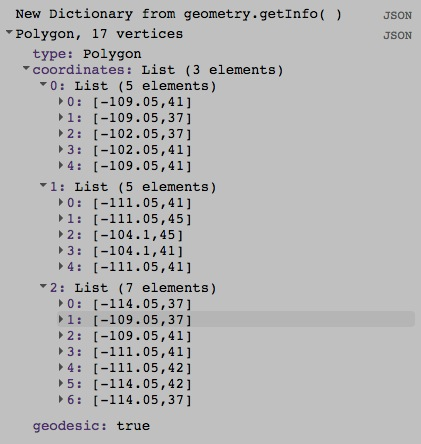 New Dictionary from geometry.getInfo( ) JSON
Polygon, 17 vertices JSON
type: Polygon
coordinates: List (3 elements)
0: List (5 elements)
0: [-109.05,41]
1: [-109.05,37]
2: [-102.05,37]
3: [-102.05,41]
4: [-109.05,41]
1: List (5 elements)
0: [-111.05,41]
1: [-111.05,45]
2: [-104.1,45]
3: [-104.1,41]
4: [-111.05,41]
2: List (7 elements)
0: [-114.05,37]
1: [-109.05,37]
2: [-109.05,41]
3: [-111.05,41]
4: [-111.05,42]
5: [-114.05,42]
6: [-114.05,37]
geodesic: true